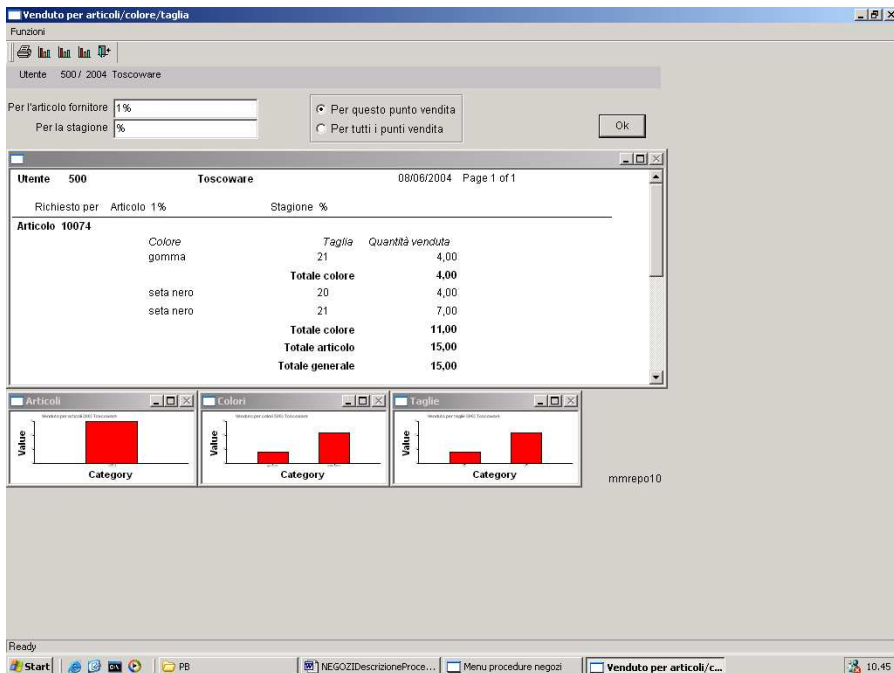 Venduto per articoli/colore/taglia
Funzioni
Utente 500 / 2004 Toscoware
Per l'articolo fornitore 1%
Per la stagione %
Per questo punto vendita
Per tutti i punti vendita
Ok
Utente 500 Toscoware 08/06/2004 Page 1 of 1
Richiesto per Articolo 1% Stagione %
Articolo 10074
Colore Taglia Quantità venduta
gomma 21 4,00
Totale colore 4,00
seta nero 20 4,00
seta nero 21 7,00
Totale colore 11,00
Totale articolo 15,00
Totale generale 15,00
Articoli
Value
Category
Colori
Value
Category
Taglie
Value
Category
mmrepo10
Ready
Start
PB
NEGOZIDescrizioneProce...
Menu procedure negozi
Venduto per articoli/c...
10.45